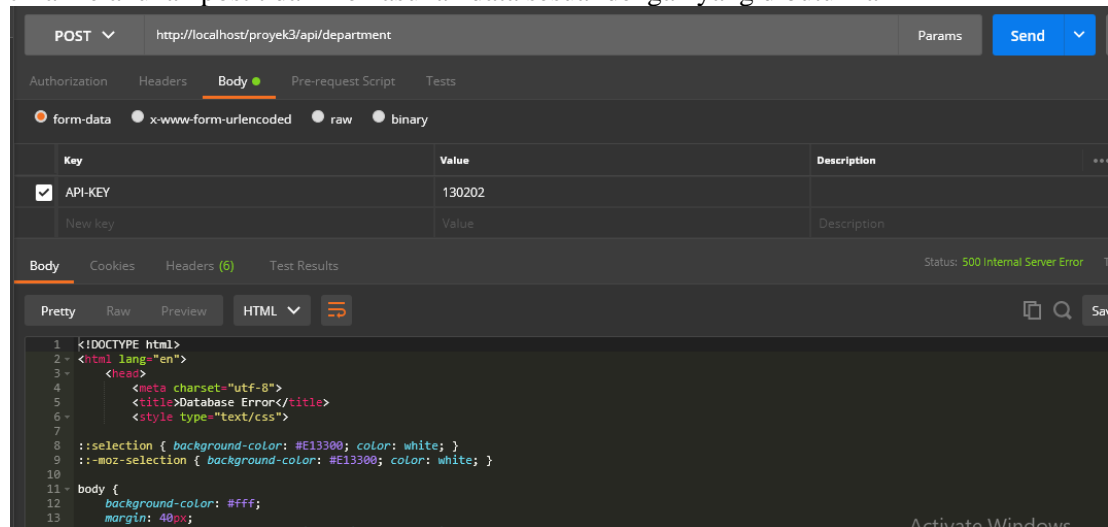 POST http://localhost/proyek3/api/department Params Send
Authorization Headers Body Pre-request Script Tests
form-data x-www-form-urlencoded raw binary
Key Value Description
API-KEY 130202
New key Value Description
Body Cookies Headers (6) Test Results Status: 500 Internal Server Error
Pretty Raw Preview HTML
1 <!DOCTYPE html>
2 <html lang="en">
3 <head>
4 <meta charset="utf-8">
5 <title>Database Error</title>
6 <style type="text/css">
7
8 ::selection { background-color: #E13300; color: white; }
9 ::-moz-selection { background-color: #E13300; color: white; }
10
11 body {
12 background-color: #fff;
13 margin: 40px;
Activate Windows